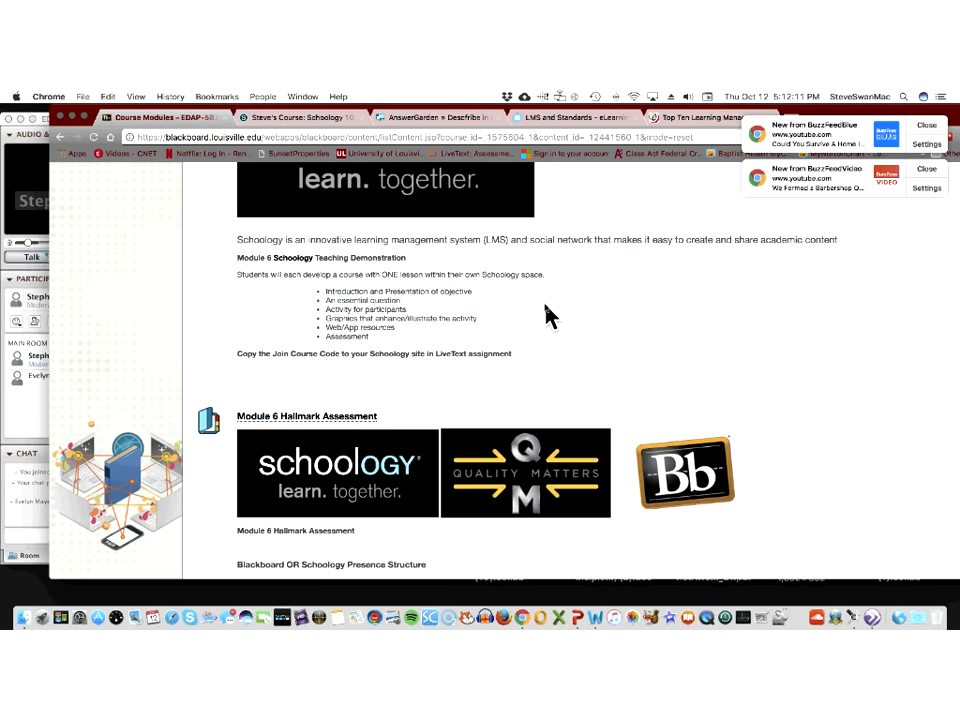 Chrome File Edit View History Bookmarks People Window Help
Thu Oct 12 5:12:11 PM SteveSwanMac
Course Modules – EDAP-58
Steve's Course: Schoology 10
AnswerGarden » Describe in
LMS and Standards - eLearnin
Top Ten Learning Mana
https://blackboard.louisville.edu/webapps/blackboard/content/listContent.jsp?course_id=_1575604_1&content_id=_12441560_1&mode=reset
Apps Videos - CNET Netflix: Log In - Ren... SunsetProperties University of Louisvi... LiveText: Assessme... Sign in to your account Class Act Federal Cr...
New from BuzzFeedBlue
www.youtube.com
Could You Survive A Home I...
Close
Settings
New from BuzzFeedVideo
www.youtube.com
We Formed a Barbershop Q...
Close
Settings
AUDIO &
Talk
PARTICI
Steph
MAIN ROOM
Steph
Evelyn
CHAT
Room
learn. together.
Schoology is an innovative learning management system (LMS) and social network that makes it easy to create and share academic content
Module 6 Schoology Teaching Demonstration
Students will each develop a course with ONE lesson within their own Schoology space.
• Introduction and Presentation of objective
• An essential question
• Activity for participants
• Graphics that enhance/illustrate the activity
• Web/App resources
• Assessment
Copy the Join Course Code to your Schoology site in LiveText assignment
Module 6 Hallmark Assessment
schoology
learn. together.
Q
QUALITY MATTERS
M
Bb
Module 6 Hallmark Assessment
Blackboard OR Schoology Presence Structure